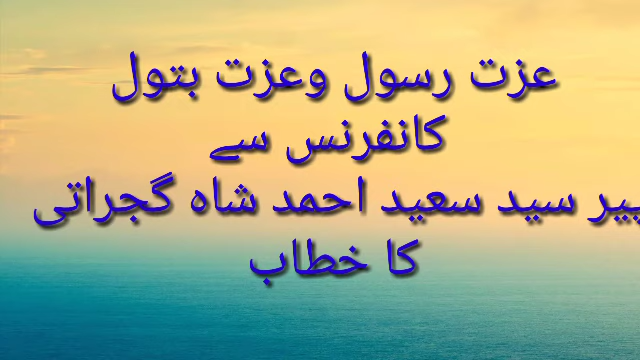 عزت رسول وعزت بتول
کانفرنس سے
پیر سید سعید احمد شاہ گجراتی
کا خطاب